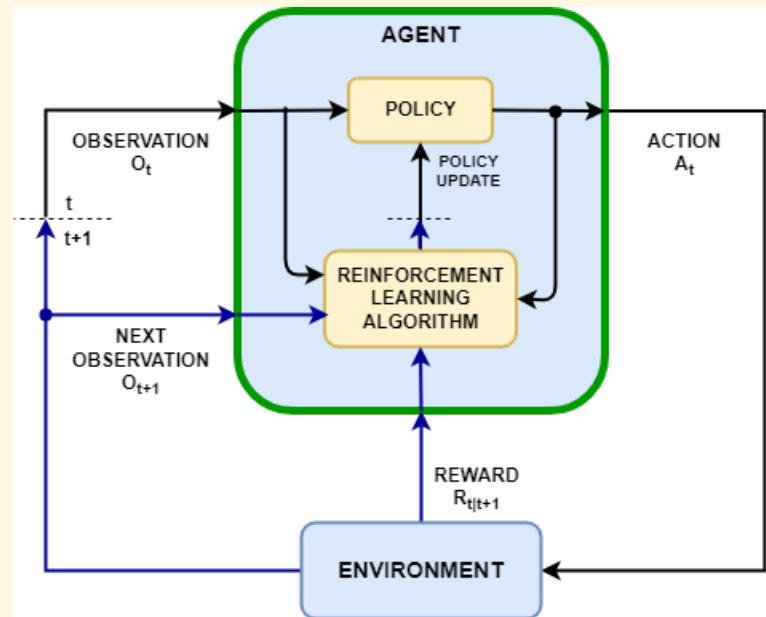 AGENT
POLICY
OBSERVATION
Ot
ACTION
At
POLICY
UPDATE
t
t+1
REINFORCEMENT
LEARNING
ALGORITHM
NEXT
OBSERVATION
Ot+1
REWARD
Rt|t+1
ENVIRONMENT